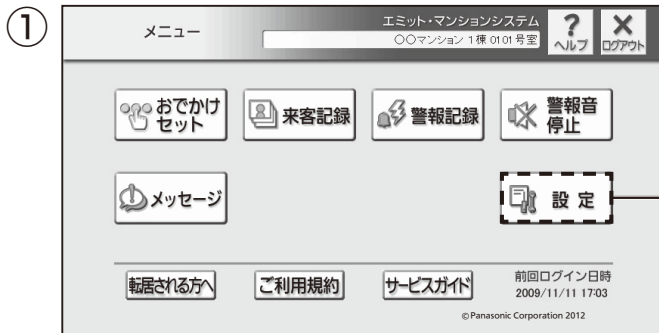 ①
メニュー
エミット・マンションシステム
○○マンション 1棟 0101号室
?
ヘルプ
×
ログアウト
おでかけ
セット
来客記録
警報記録
警報音
停止
メッセージ
設定
転居される方へ
ご利用規約
サービスガイド
前回ログイン日時
2009/11/11 17:03
© Panasonic Corporation 2012